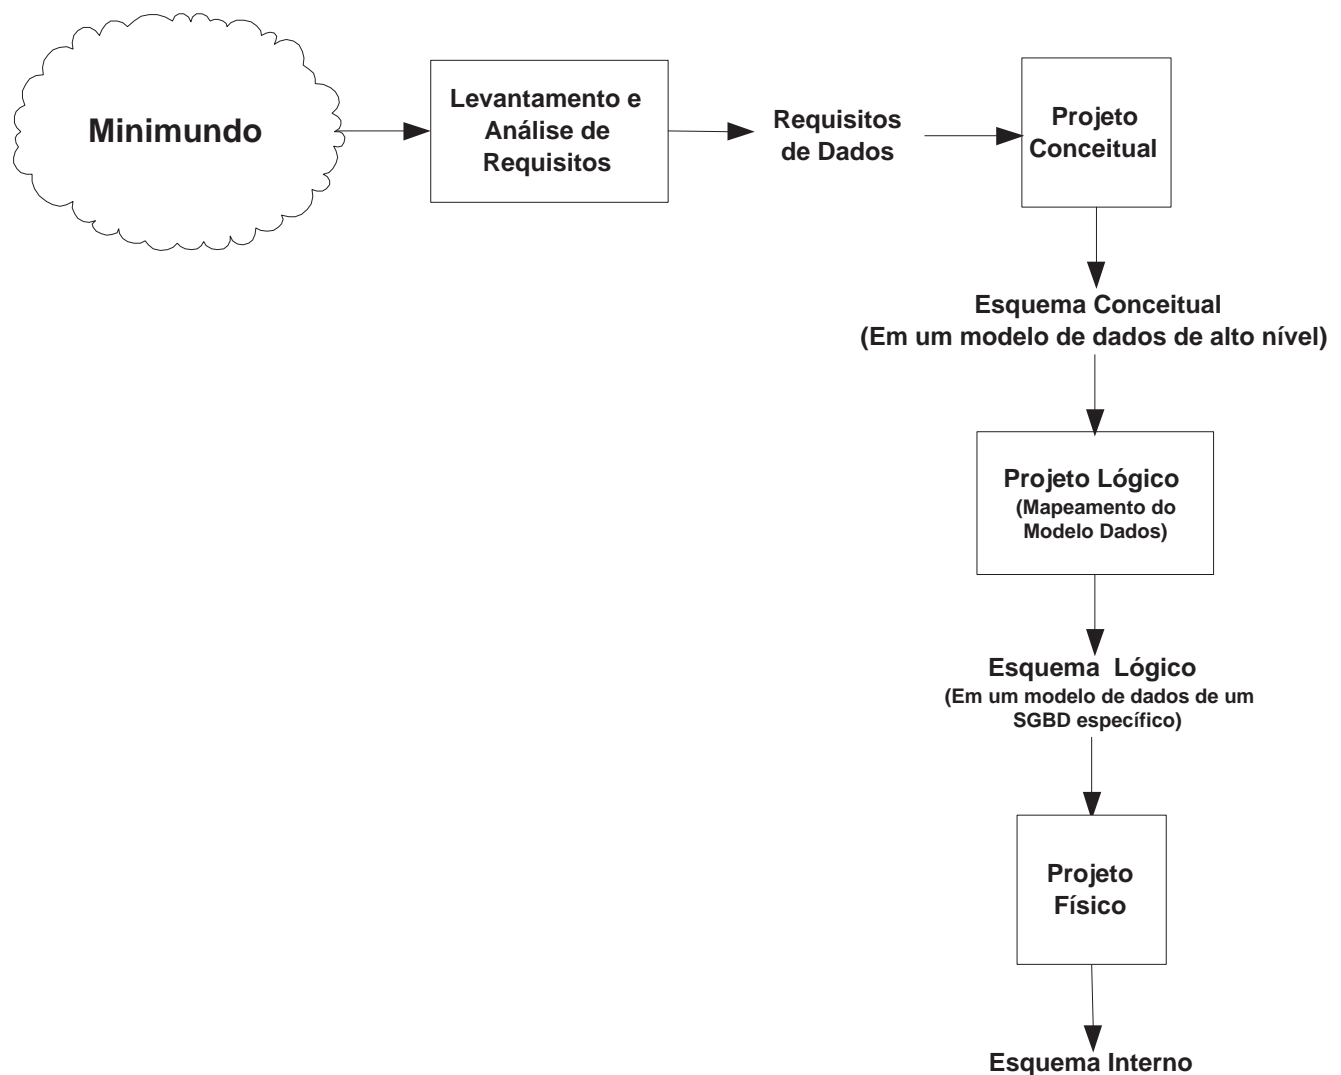 Minimundo
Levantamento e
Análise de
Requisitos
Requisitos
de Dados
Projeto
Conceitual
Esquema Conceitual
(Em um modelo de dados de alto nível)
Projeto Lógico
(Mapeamento do
Modelo Dados)
Esquema Lógico
(Em um modelo de dados de um
SGBD específico)
Projeto
Físico
Esquema Interno